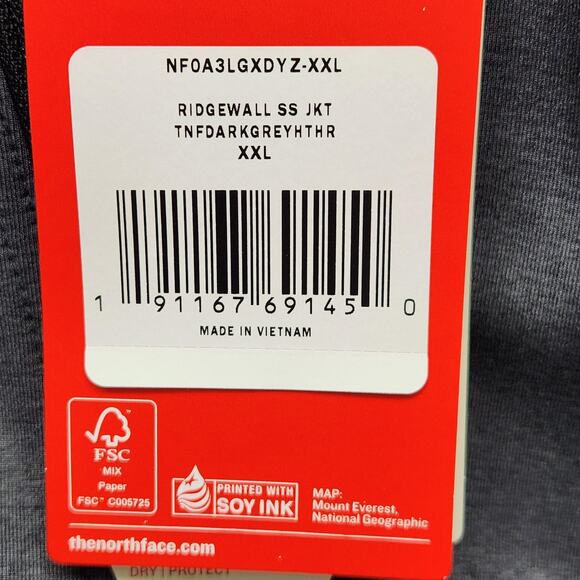 NF0A3LGXDYZ-XXL
RIDGEWALL SS JKT
TNFDARKGREYHTHR
XXL
1 91167 69145 0
MADE IN VIETNAM
FSC
MIX
Paper
FSC™ C005725
PRINTED WITH
SOY INK
MAP:
Mount Everest,
National Geographic
thenorthface.com
DRY|PROTECT